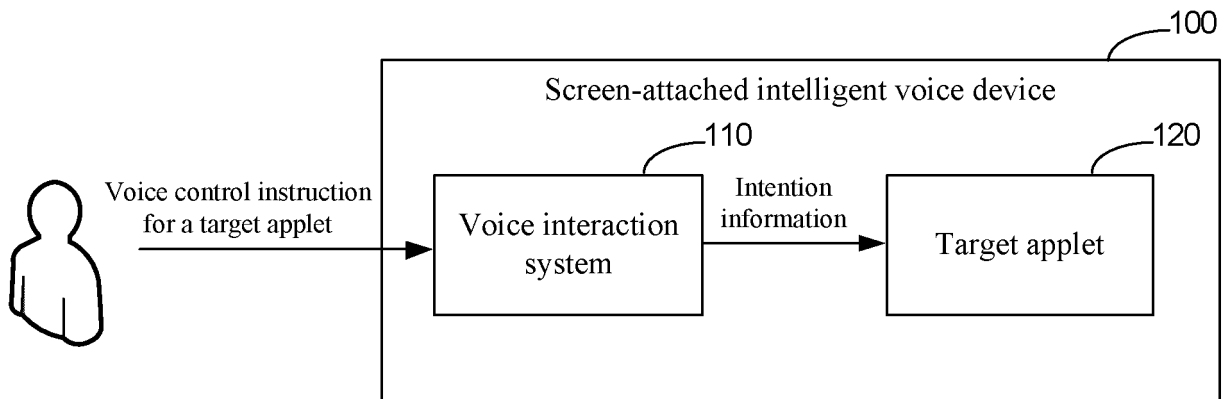 100
Screen-attached intelligent voice device
110
120
Voice control instruction
for a target applet
Intention
information
Voice interaction
system
Target applet